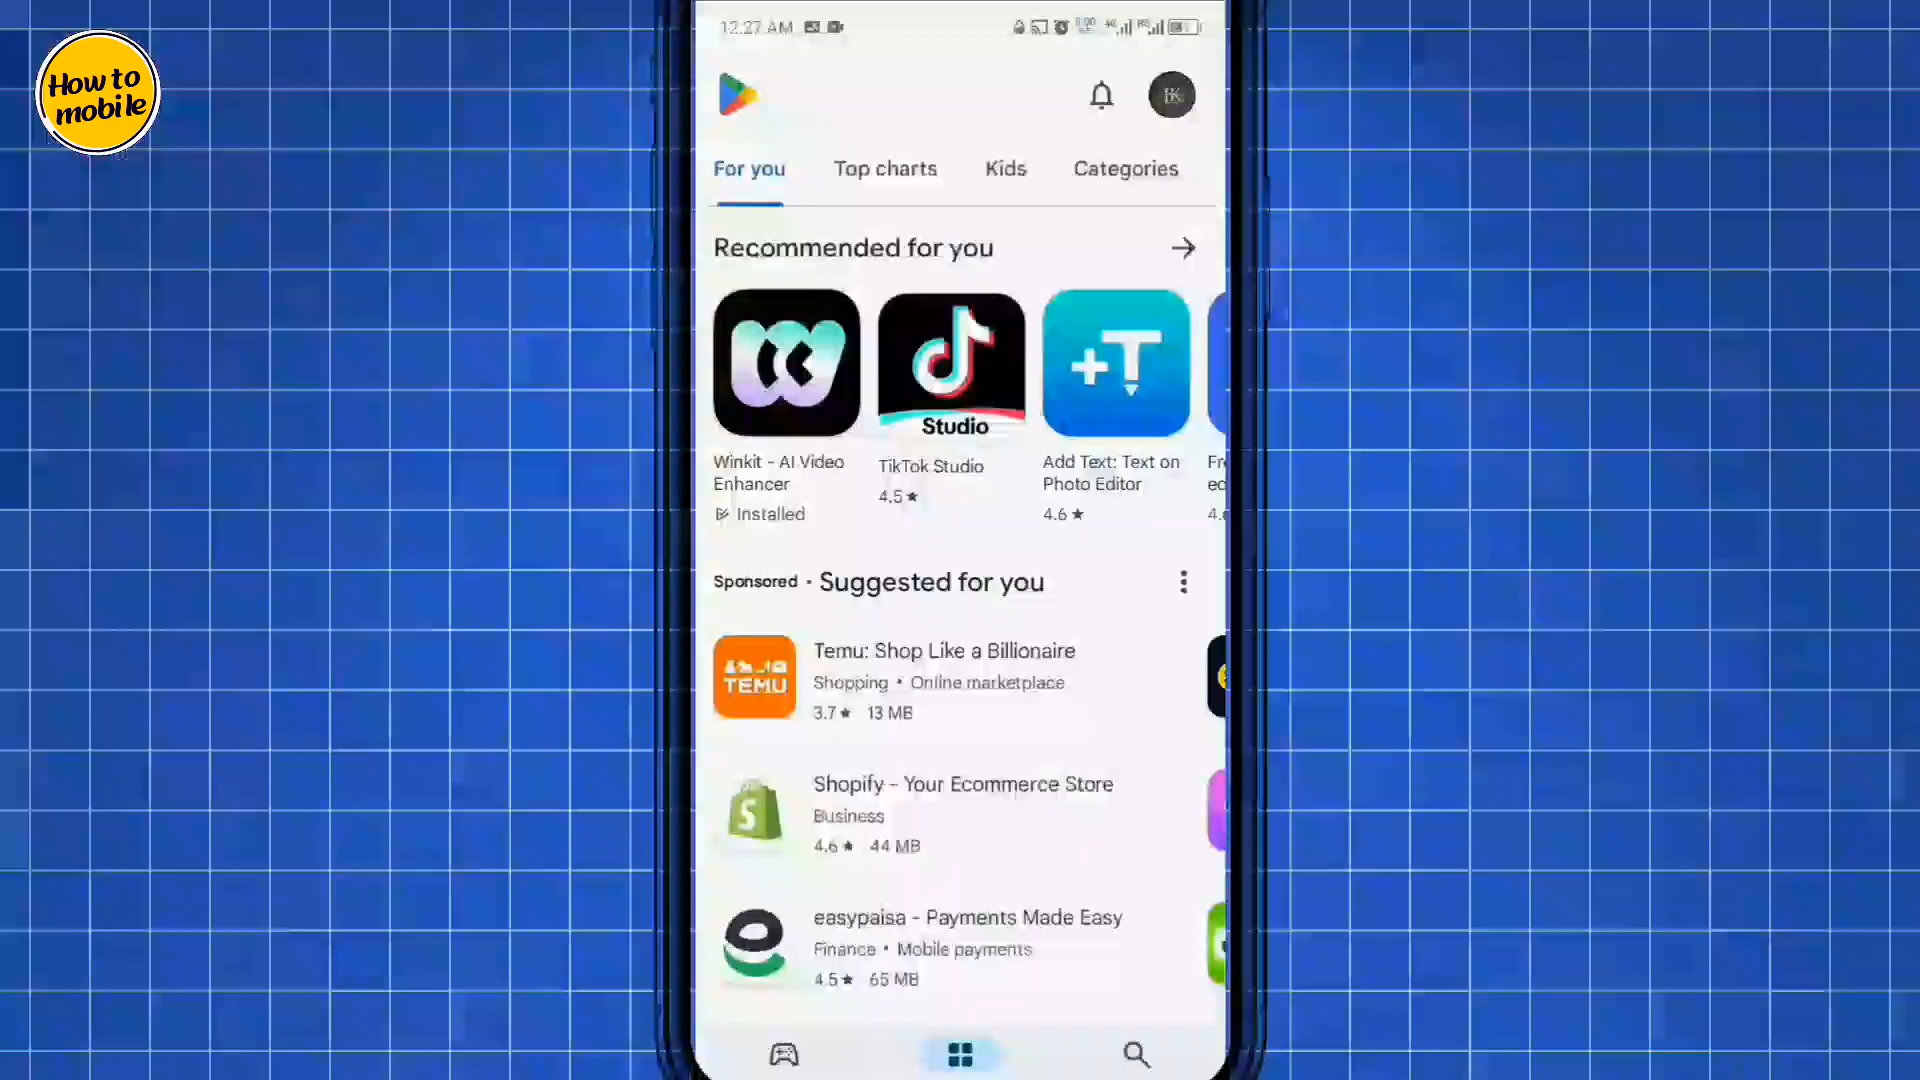 How to
mobile
12:27 AM
For you
Top charts
Kids
Categories
Recommended for you
Studio
Winkit - AI Video
Enhancer
Installed
TikTok Studio
4.5★
+T
Add Text: Text on
Photo Editor
4.6 ★
Sponsored · Suggested for you
TEMU
Temu: Shop Like a Billionaire
Shopping • Online marketplace
3.7 ★ 13 MB
Shopify - Your Ecommerce Store
Business
4.6 ★ 44 MB
easypaisa - Payments Made Easy
Finance • Mobile payments
4.5 ★ 65 MB